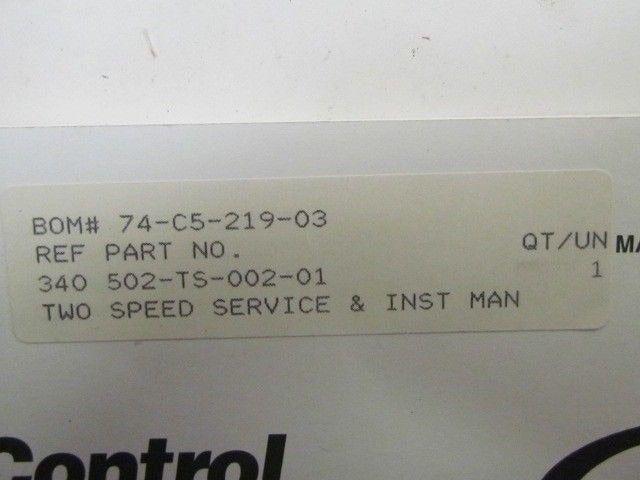 BOM# 74-C5-219-03
REF PART NO. QT/UN
340 502-TS-002-01 1
TWO SPEED SERVICE & INST MAN
MA
Control